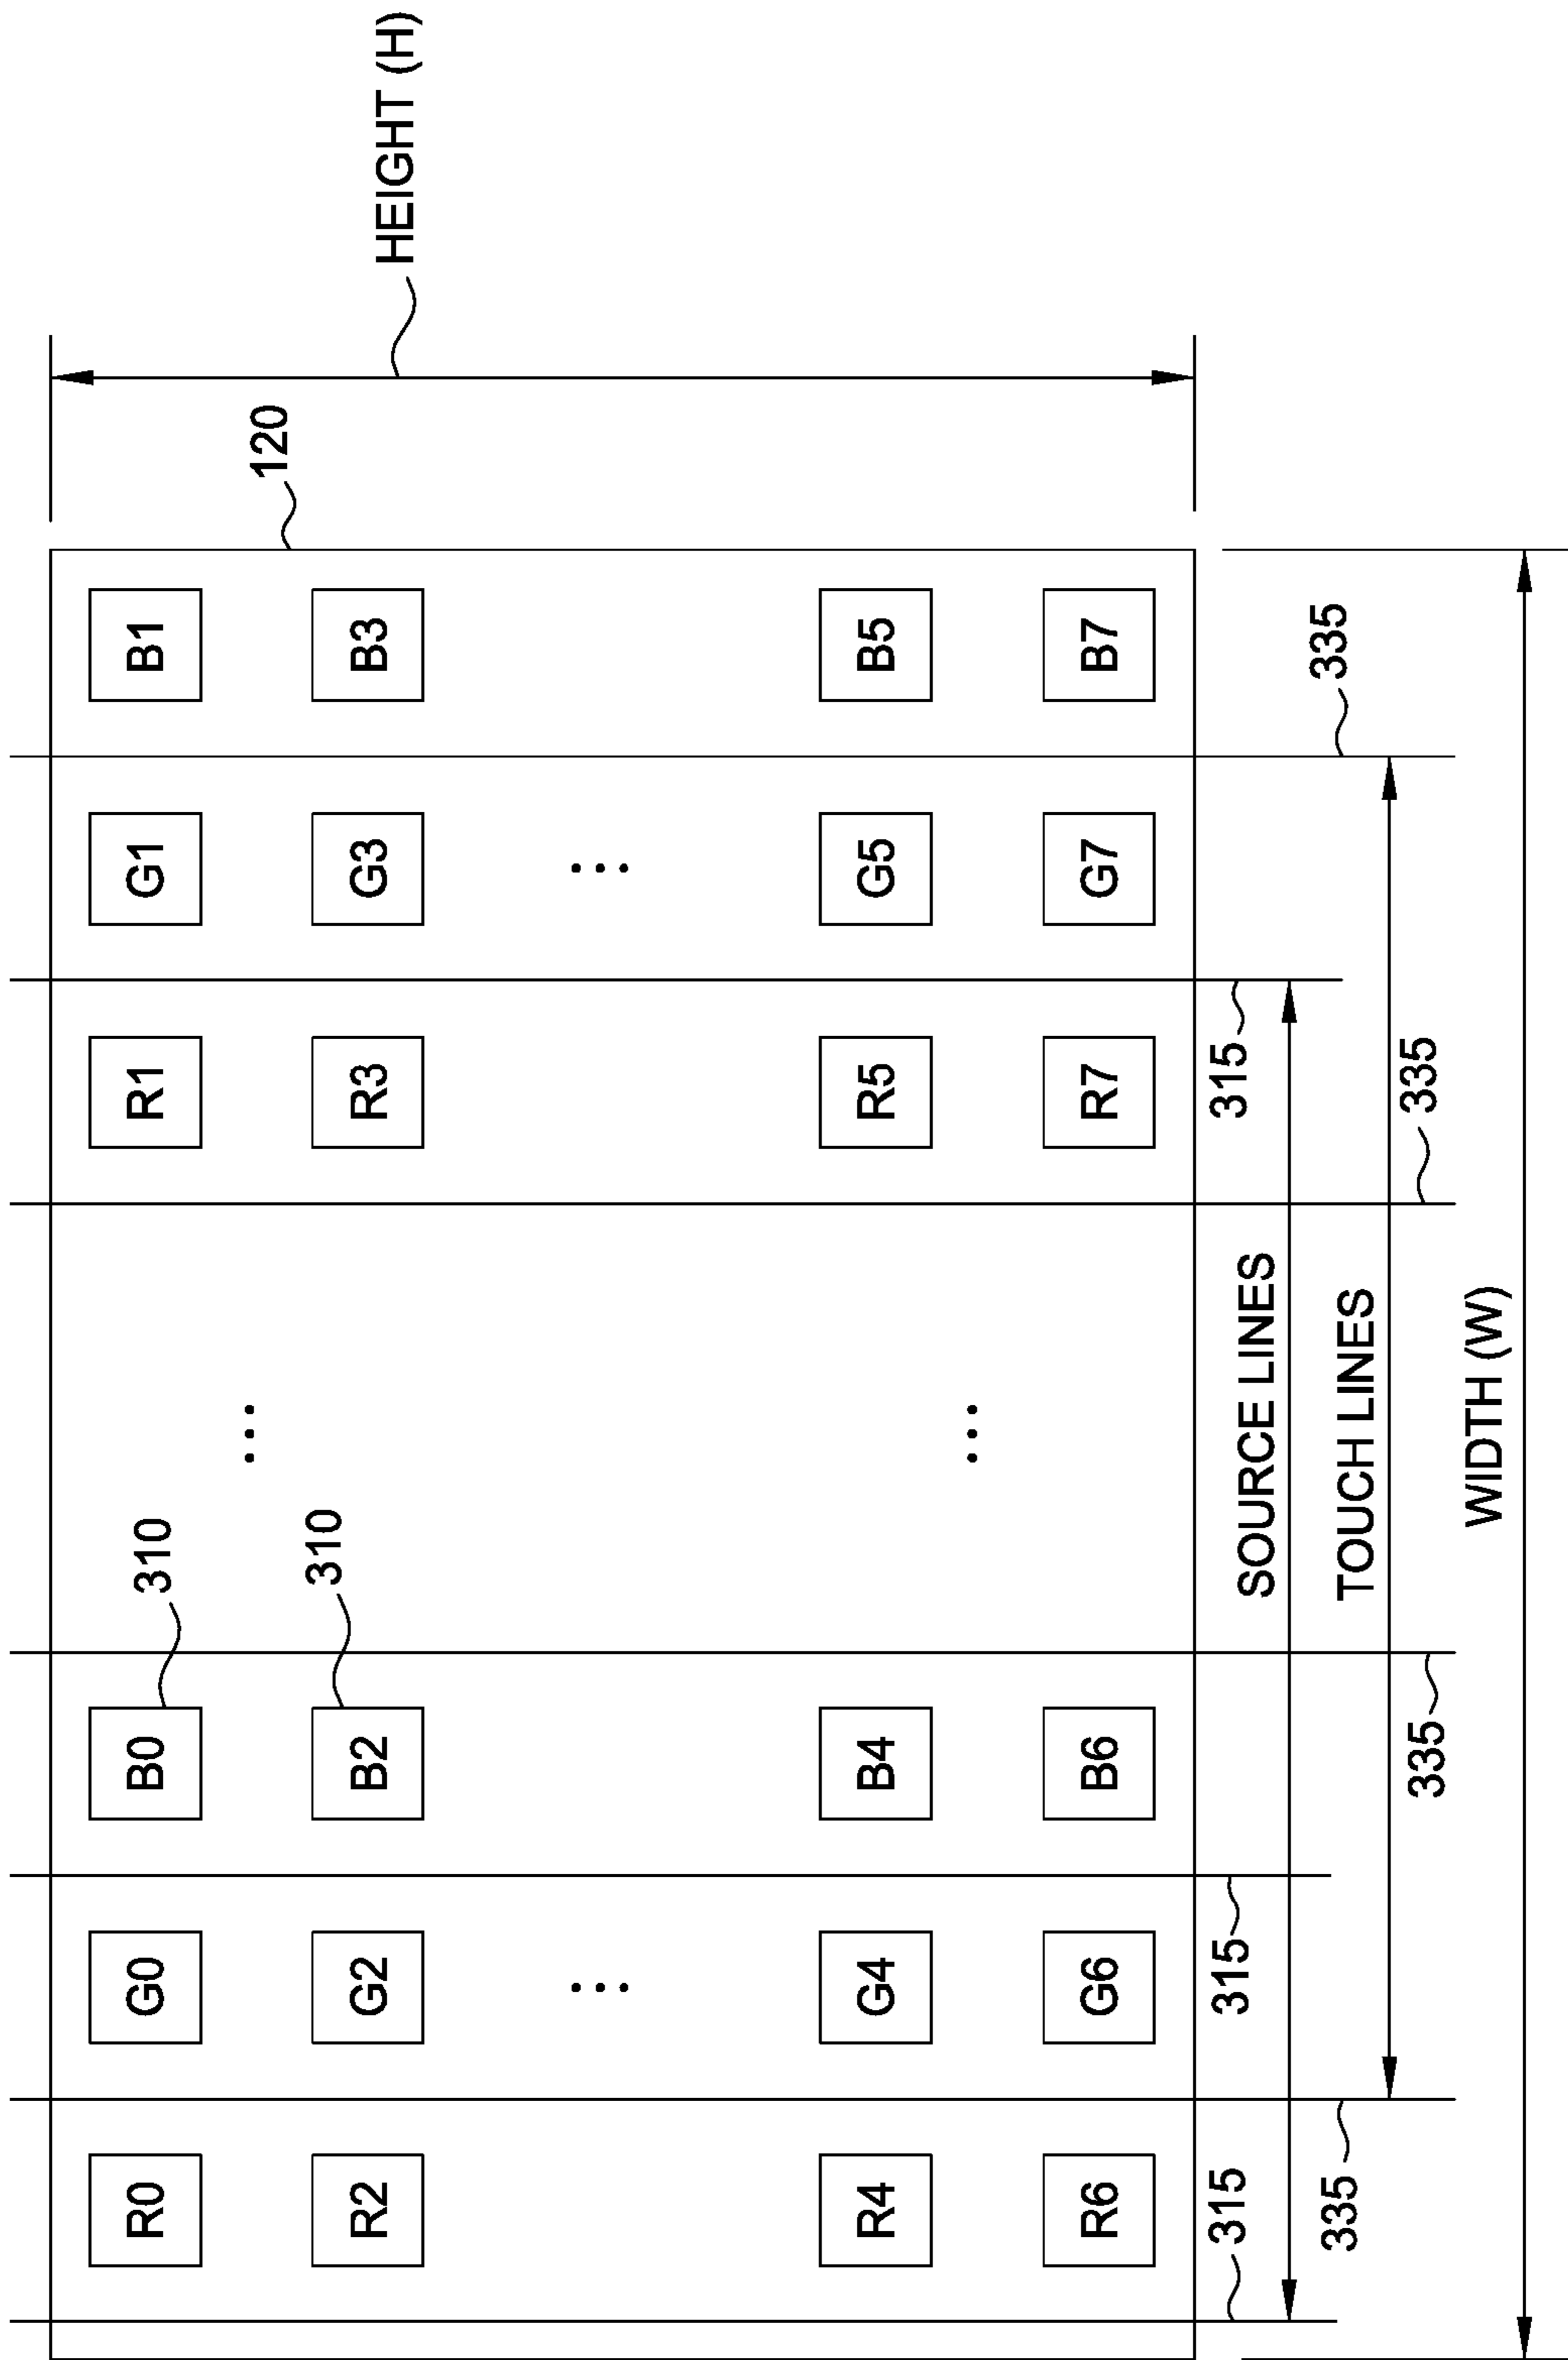 R0 G0 B0 310 R1 G1 B1
... 120
310
R2 G2 B2 R3 G3 B3
HEIGHT (H)
... ...
R4 G4 B4 R5 G5 B5
...
R6 G6 B6 R7 G7 B7
315 315 315
SOURCE LINES
335 TOUCH LINES 335
335 335
WIDTH (W)